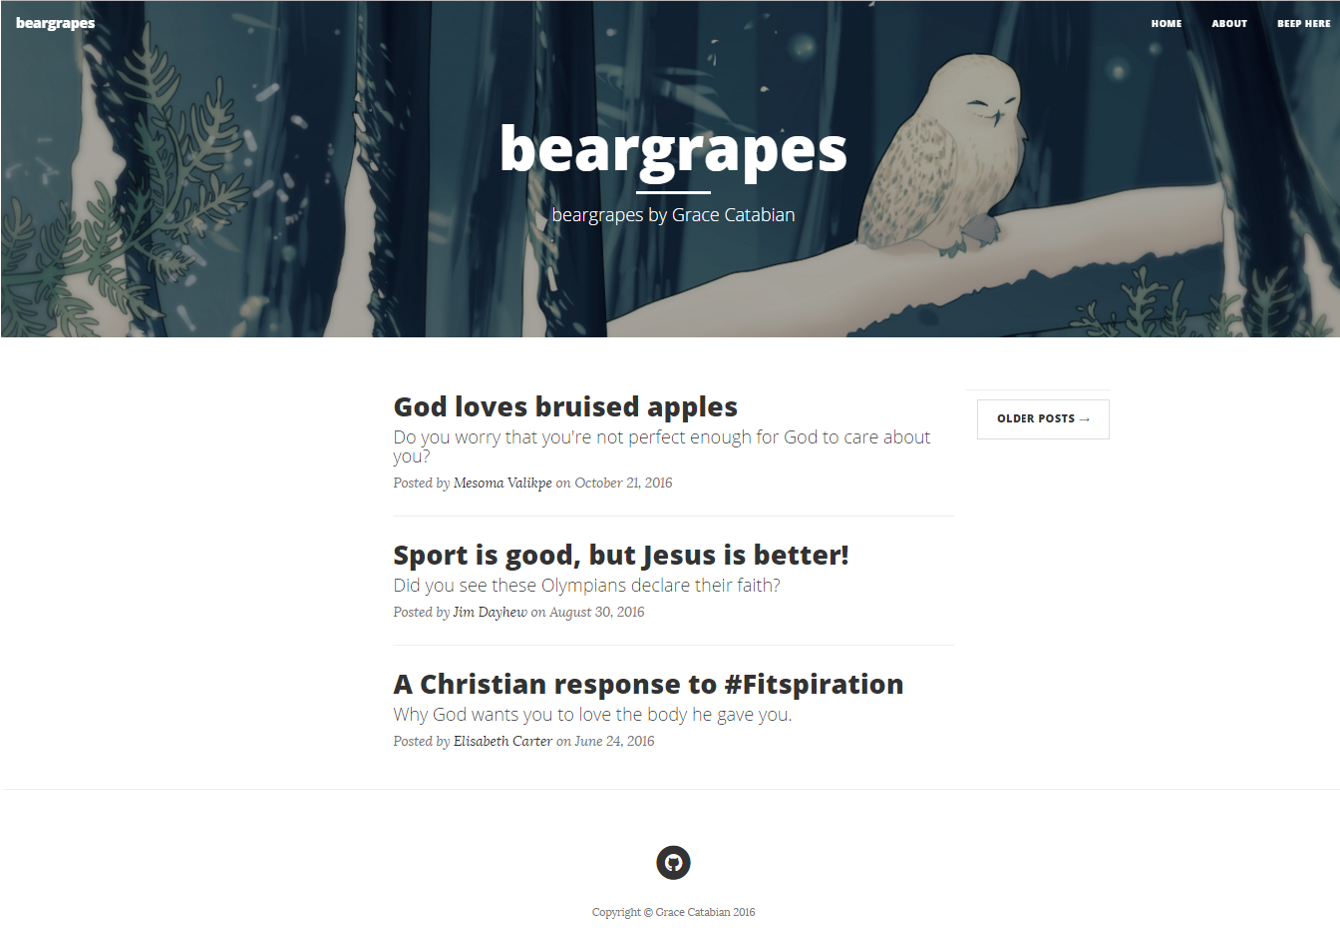 beargrapes
HOME ABOUT BEEP HERE
beargrapes
beargrapes by Grace Catabian
God loves bruised apples
Do you worry that you're not perfect enough for God to care about
you?
Posted by Mesoma Valikpe on October 21, 2016
OLDER POSTS →
Sport is good, but Jesus is better!
Did you see these Olympians declare their faith?
Posted by Jim Dayhew on August 30, 2016
A Christian response to #Fitspiration
Why God wants you to love the body he gave you.
Posted by Elisabeth Carter on June 24, 2016
Copyright © Grace Catabian 2016